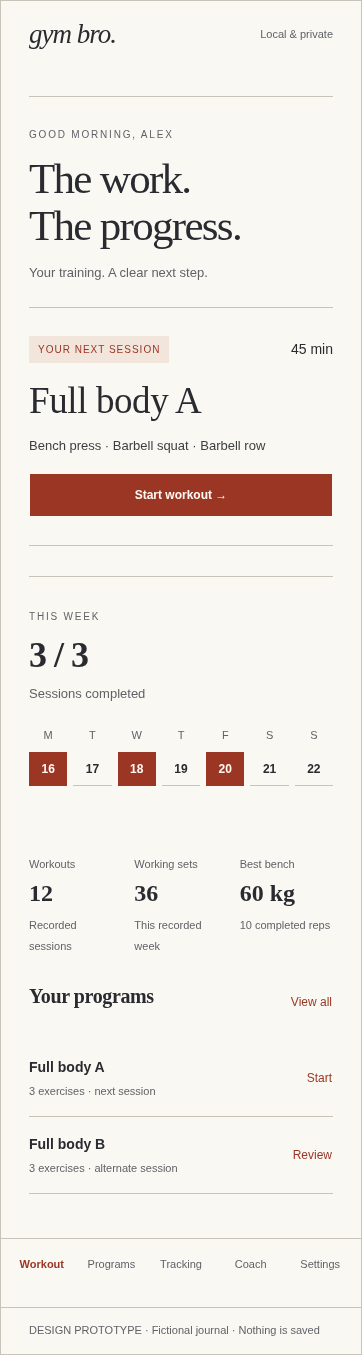 gym bro.
Local & private
GOOD MORNING, ALEX
The work.
The progress.
Your training. A clear next step.
YOUR NEXT SESSION
45 min
Full body A
Bench press · Barbell squat · Barbell row
Start workout →
THIS WEEK
3 / 3
Sessions completed
M T W T F S S
16 17 18 19 20 21 22
Workouts Working sets Best bench
12 36 60 kg
Recorded sessions
This recorded week
10 completed reps
Your programs
View all
Full body A
3 exercises · next session
Start
Full body B
3 exercises · alternate session
Review
Workout Programs Tracking Coach Settings
DESIGN PROTOTYPE · Fictional journal · Nothing is saved